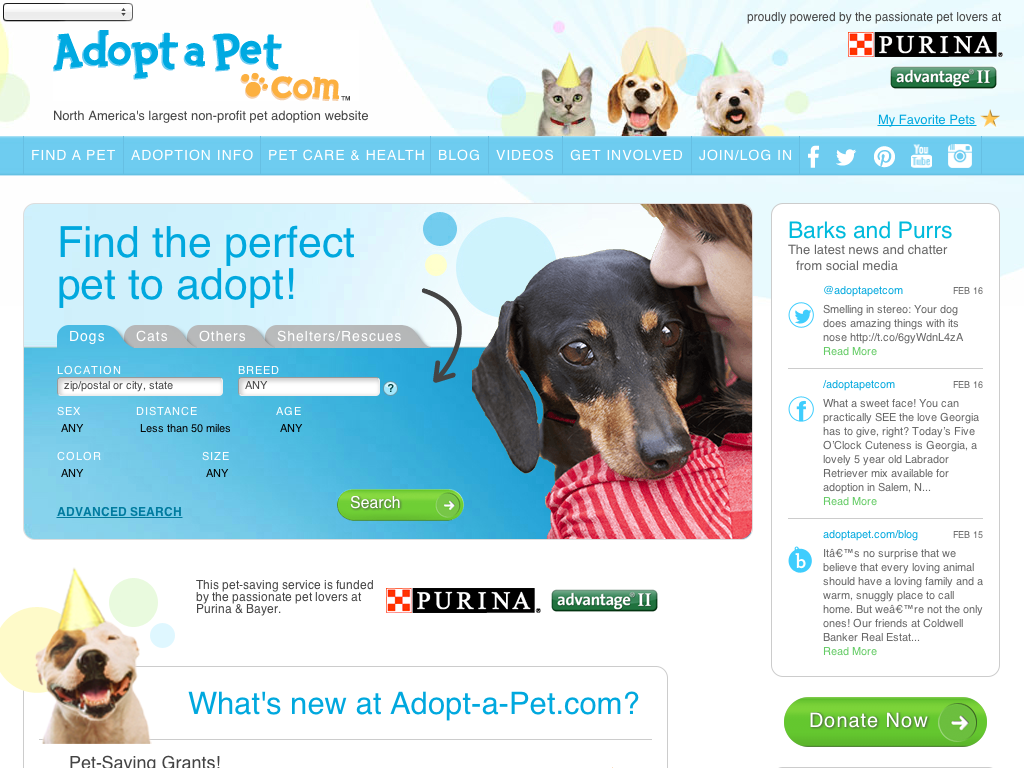 proudly powered by the passionate pet lovers at
Adopt a Pet
.com™
PURINA®
advantage® II
North America's largest non-profit pet adoption website
My Favorite Pets
FIND A PET
ADOPTION INFO
PET CARE & HEALTH
BLOG
VIDEOS
GET INVOLVED
JOIN/LOG IN
You
Tube
Find the perfect
pet to adopt!
Dogs
Cats
Others
Shelters/Rescues
LOCATION
BREED
zip/postal or city, state
ANY
?
SEX
DISTANCE
AGE
ANY
Less than 50 miles
ANY
COLOR
SIZE
ANY
ANY
ADVANCED SEARCH
Search
Barks and Purrs
The latest news and chatter
from social media
@adoptapetcom
FEB 16
Smelling in stereo: Your dog
does amazing things with its
nose http://t.co/6gyWdnL4zA
Read More
/adoptapetcom
FEB 16
What a sweet face! You can
practically SEE the love Georgia
has to give, right? Today's Five
O'Clock Cuteness is Georgia, a
lovely 5 year old Labrador
Retriever mix available for
adoption in Salem, N...
Read More
adoptapet.com/blog
FEB 15
Itâ€™s no surprise that we
believe that every loving animal
should have a loving family and a
warm, snuggly place to call
home. But weâ€™re not the only
ones! Our friends at Coldwell
Banker Real Estat...
Read More
This pet-saving service is funded
by the passionate pet lovers at
Purina & Bayer.
PURINA®
advantage® II
What's new at Adopt-a-Pet.com?
Pet-Saving Grants!
Donate Now